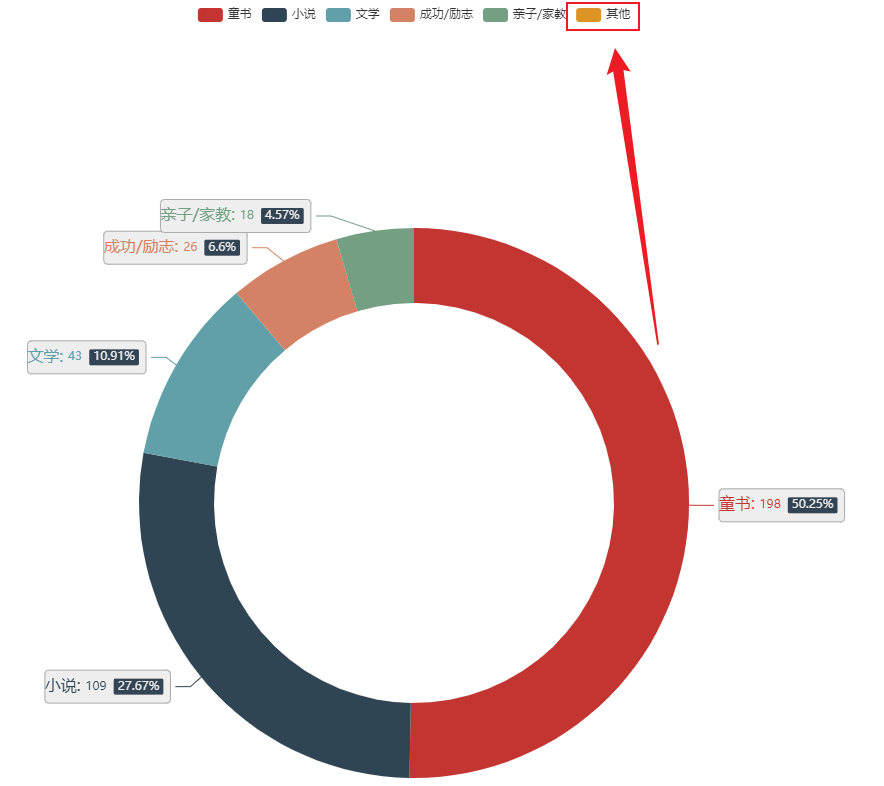 童书 小说 文学 成功/励志 亲子/家教 其他
亲子/家教: 18 4.57%
成功/励志: 26 6.6%
文学: 43 10.91%
童书: 198 50.25%
小说: 109 27.67%